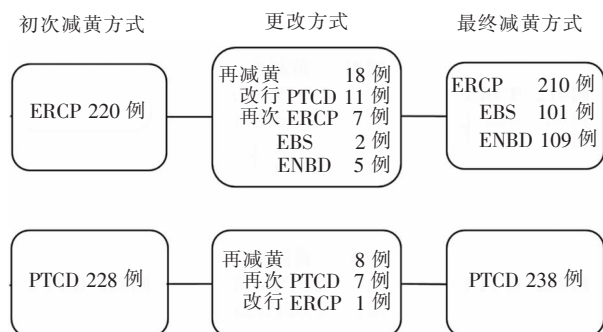 初次减黄方式 更改方式 最终减黄方式
ERCP 220 例
再减黄 18 例
改行 PTCD 11 例
再次 ERCP 7 例
EBS 2 例
ENBD 5 例
ERCP 210 例
EBS 101 例
ENBD 109 例
PTCD 228 例
再减黄 8 例
再次 PTCD 7 例
改行 ERCP 1 例
PTCD 238 例